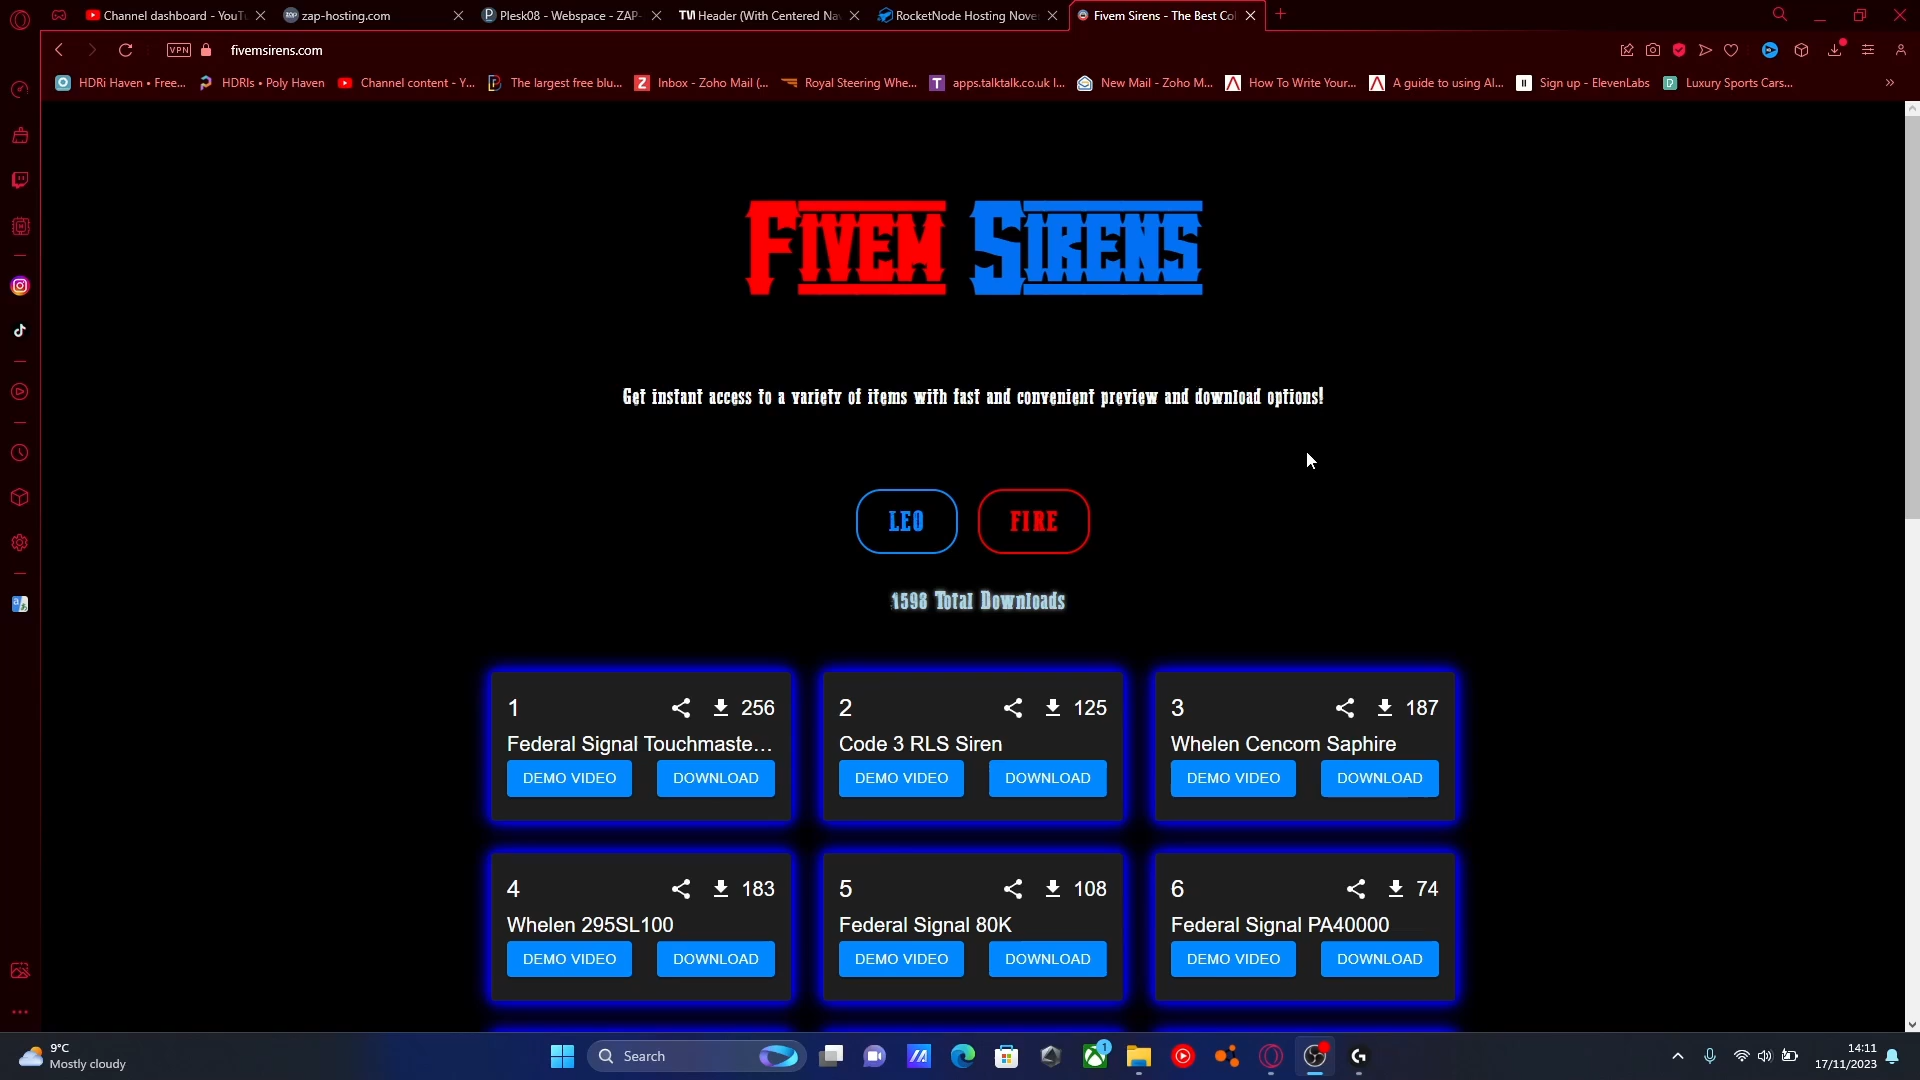 Channel dashboard - YouT
zap-hosting.com
Plesk08 - Webspace - ZAP-
Header (With Centered Na
RocketNode Hosting Nove
Fivem Sirens - The Best Col
VPN
fivemsirens.com
HDRi Haven • Free...
HDRIs • Poly Haven
Channel content - Y...
The largest free blu...
Inbox - Zoho Mail (...
Royal Steering Whe...
apps.talktalk.co.uk l...
New Mail - Zoho M...
How To Write Your...
A guide to using Al...
Sign up - ElevenLabs
Luxury Sports Cars...
Fivem Sirens
Get instant access to a variety of items with fast and convenient preview and download options!
LEO
FIRE
1598 Total Downloads
1 256
Federal Signal Touchmaste...
DEMO VIDEO DOWNLOAD
2 125
Code 3 RLS Siren
DEMO VIDEO DOWNLOAD
3 187
Whelen Cencom Saphire
DEMO VIDEO DOWNLOAD
4 183
Whelen 295SL100
DEMO VIDEO DOWNLOAD
5 108
Federal Signal 80K
DEMO VIDEO DOWNLOAD
6 74
Federal Signal PA40000
DEMO VIDEO DOWNLOAD
9°C
Mostly cloudy
Search
1
14:11
17/11/2023